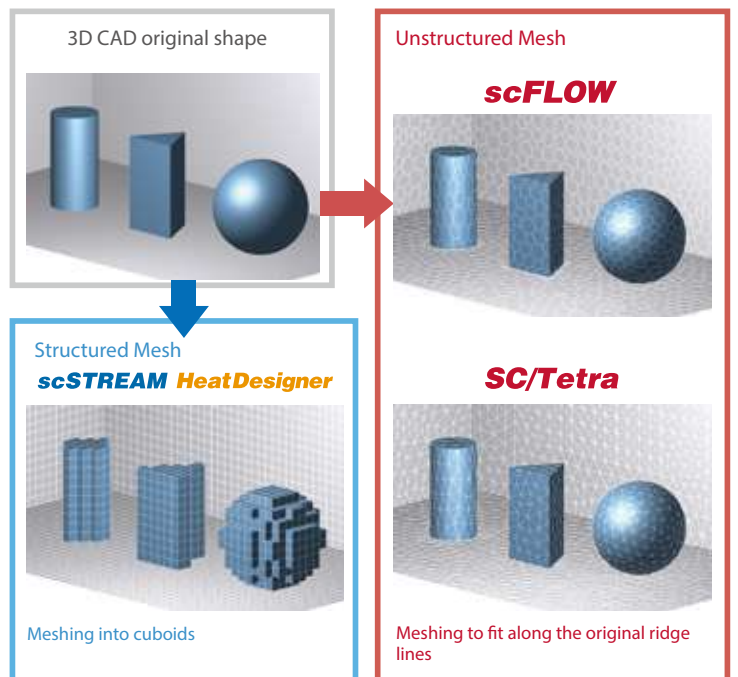 3D CAD original shape
Unstructured Mesh
scFLOW
Structured Mesh
scSTREAM HeatDesigner
SC/Tetra
Meshing into cuboids
Meshing to fit along the original ridge
lines